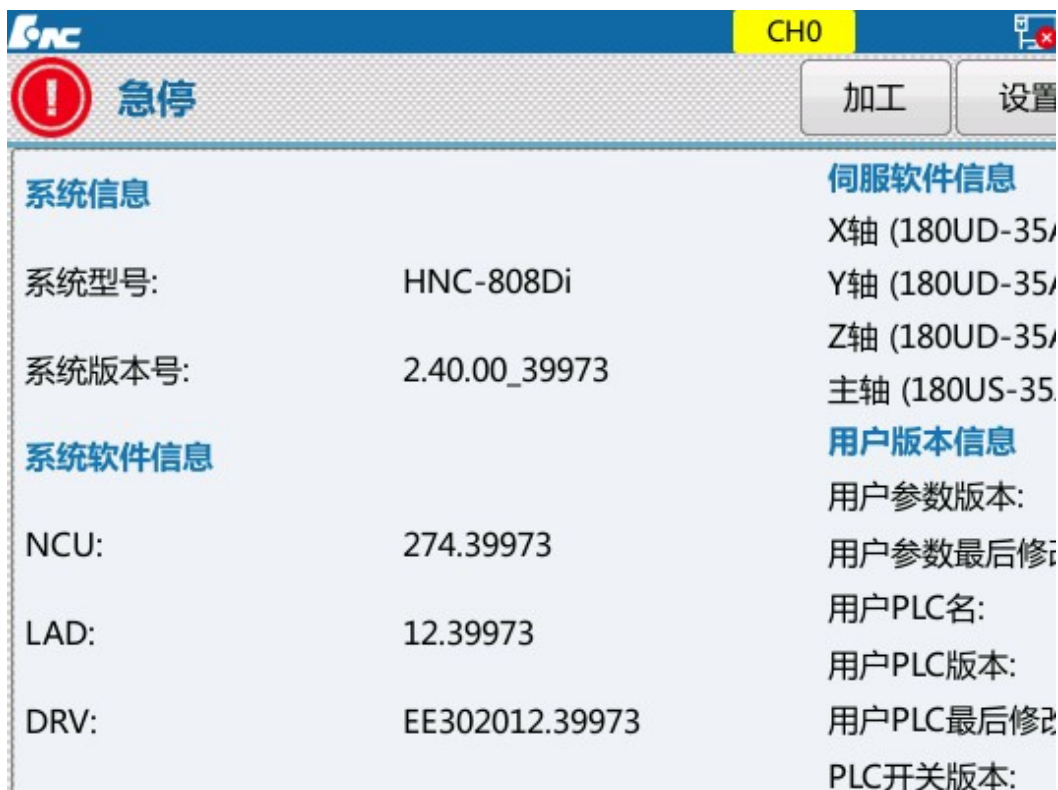 HNC
CH0
急停
加工
设置
系统信息
系统型号: HNC-808Di
系统版本号: 2.40.00_39973
系统软件信息
NCU: 274.39973
LAD: 12.39973
DRV: EE302012.39973
伺服软件信息
X轴 (180UD-35A
Y轴 (180UD-35A
Z轴 (180UD-35A
主轴 (180US-35
用户版本信息
用户参数版本:
用户参数最后修
用户PLC名:
用户PLC版本:
用户PLC最后修
PLC开关版本: